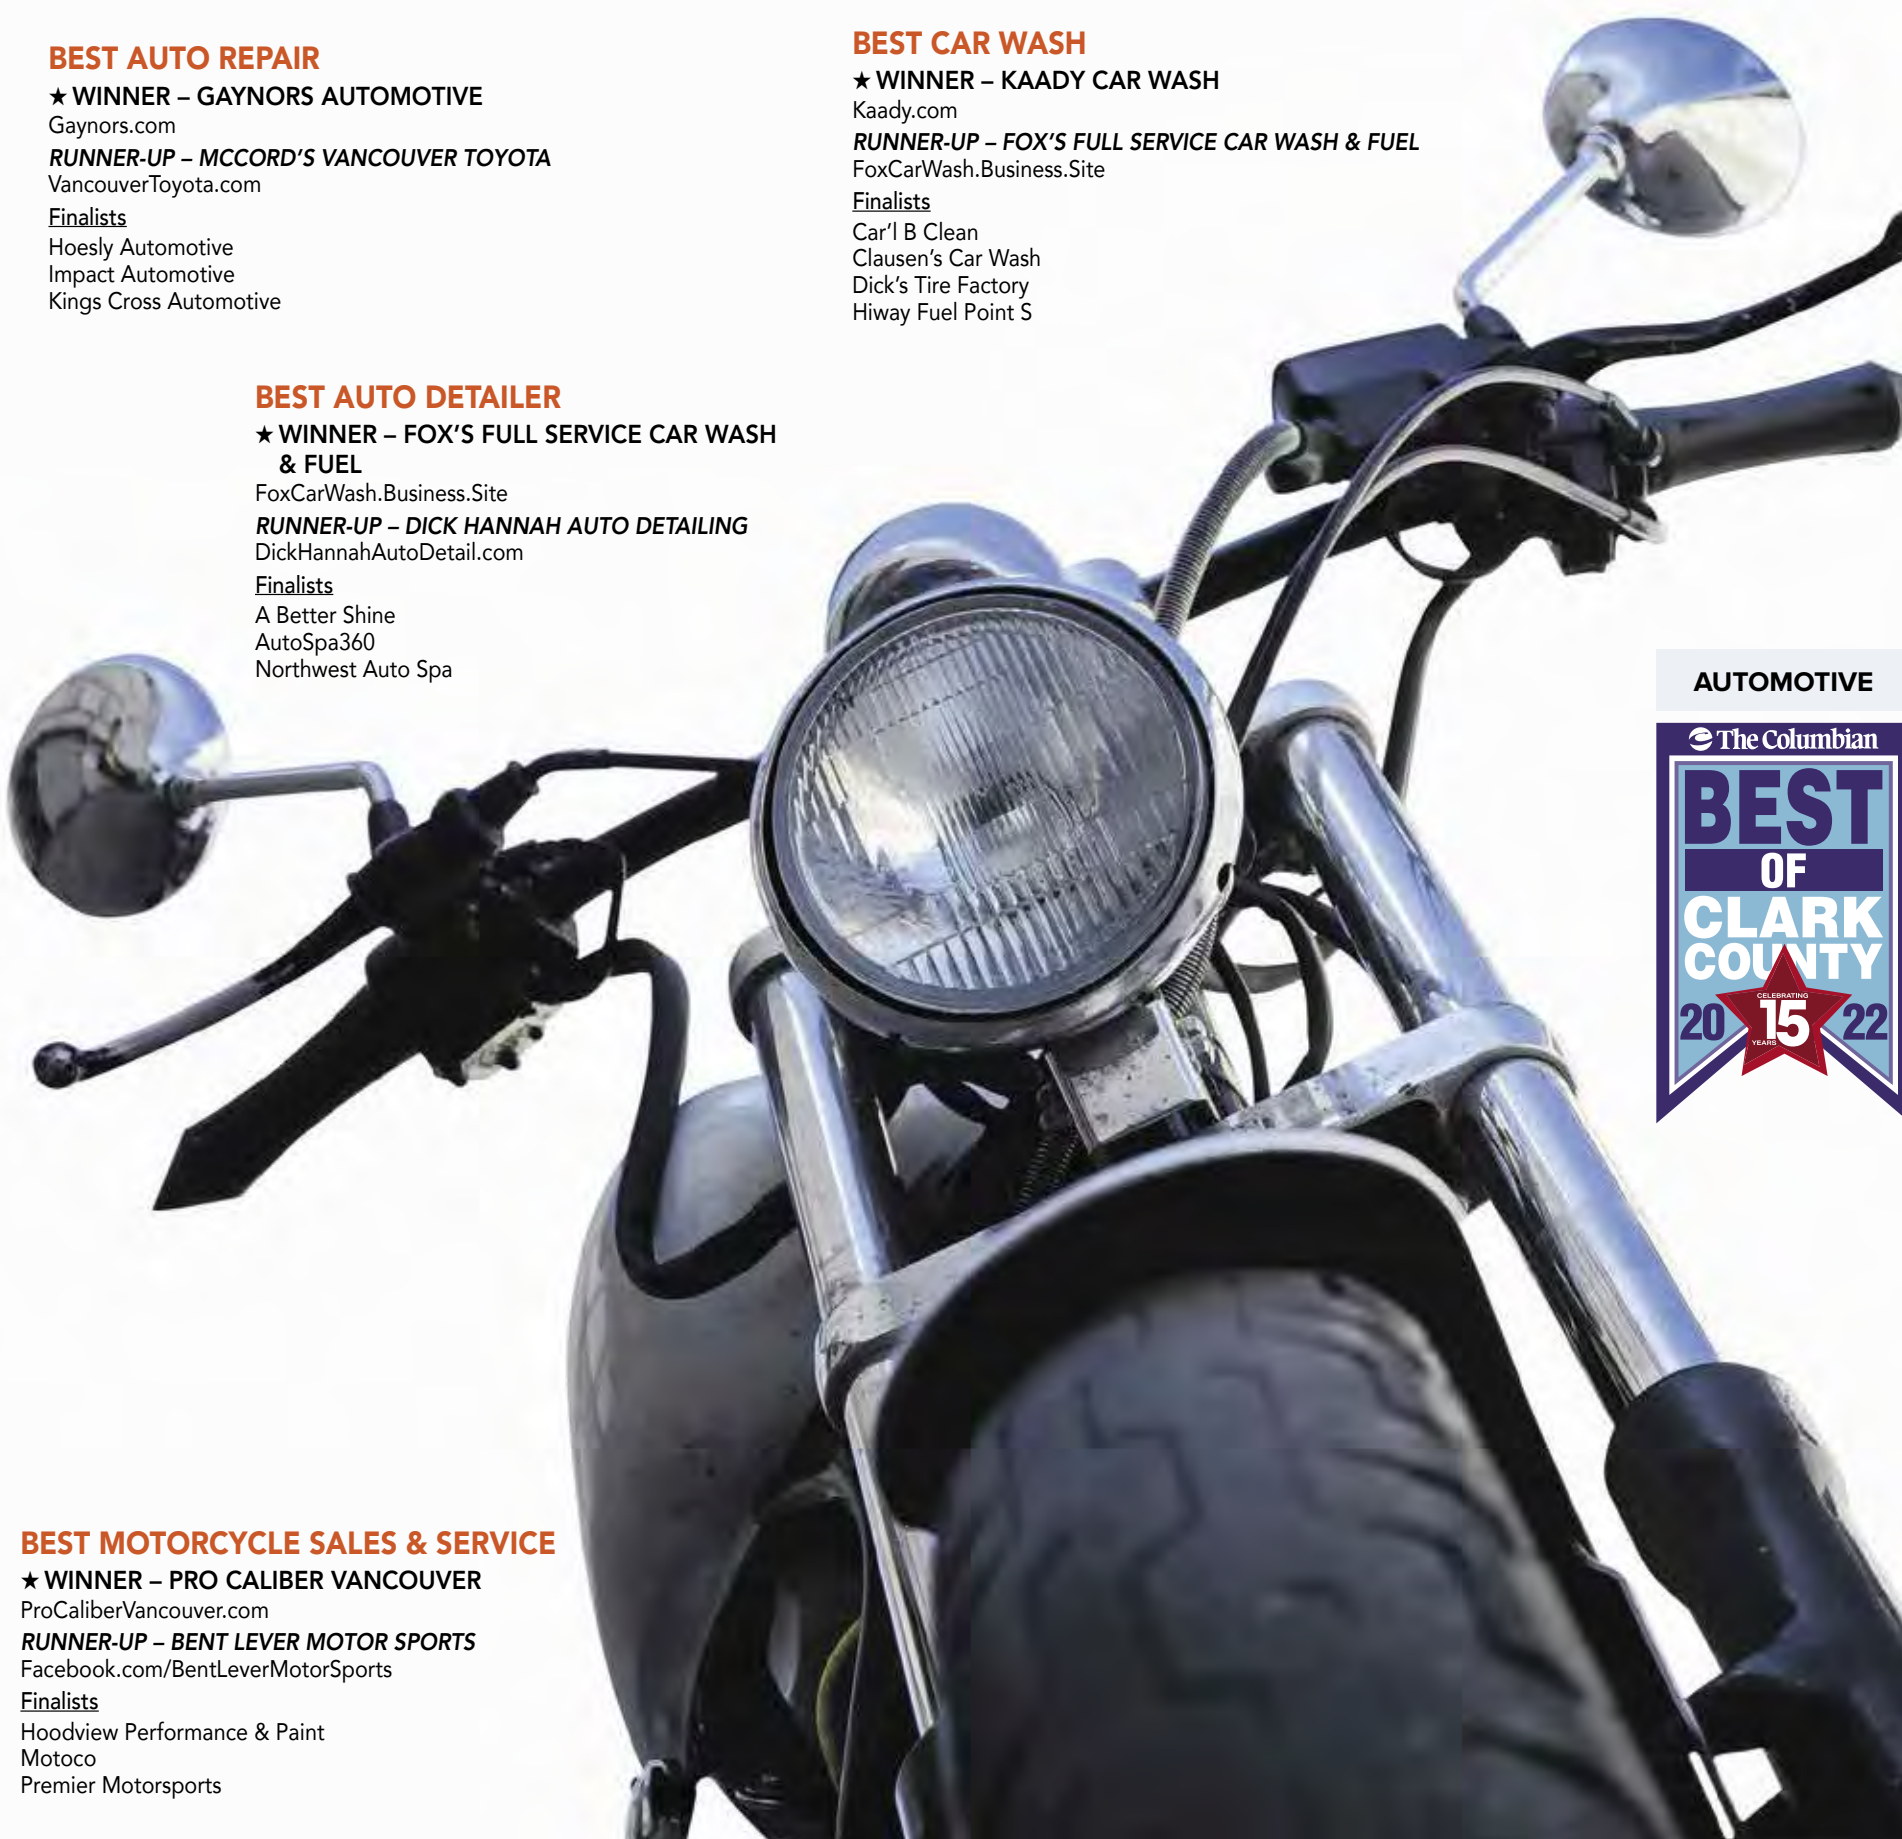 BEST AUTO REPAIR
★ WINNER – GAYNORS AUTOMOTIVE
Gaynors.com
RUNNER-UP – MCCORD'S VANCOUVER TOYOTA
VancouverToyota.com
Finalists
Hoesly Automotive
Impact Automotive
Kings Cross Automotive
BEST CAR WASH
★ WINNER – KAADY CAR WASH
Kaady.com
RUNNER-UP – FOX'S FULL SERVICE CAR WASH & FUEL
FoxCarWash.Business.Site
Finalists
Car'l B Clean
Clausen's Car Wash
Dick's Tire Factory
Hiway Fuel Point S
BEST AUTO DETAILER
★ WINNER – FOX'S FULL SERVICE CAR WASH
& FUEL
FoxCarWash.Business.Site
RUNNER-UP – DICK HANNAH AUTO DETAILING
DickHannahAutoDetail.com
Finalists
A Better Shine
AutoSpa360
Northwest Auto Spa
AUTOMOTIVE
The Columbian
BEST
OF
CLARK
COUNTY
CELEBRATING
20 15 22
YEARS
BEST MOTORCYCLE SALES & SERVICE
★ WINNER – PRO CALIBER VANCOUVER
ProCaliberVancouver.com
RUNNER-UP – BENT LEVER MOTOR SPORTS
Facebook.com/BentLeverMotorSports
Finalists
Hoodview Performance & Paint
Motoco
Premier Motorsports